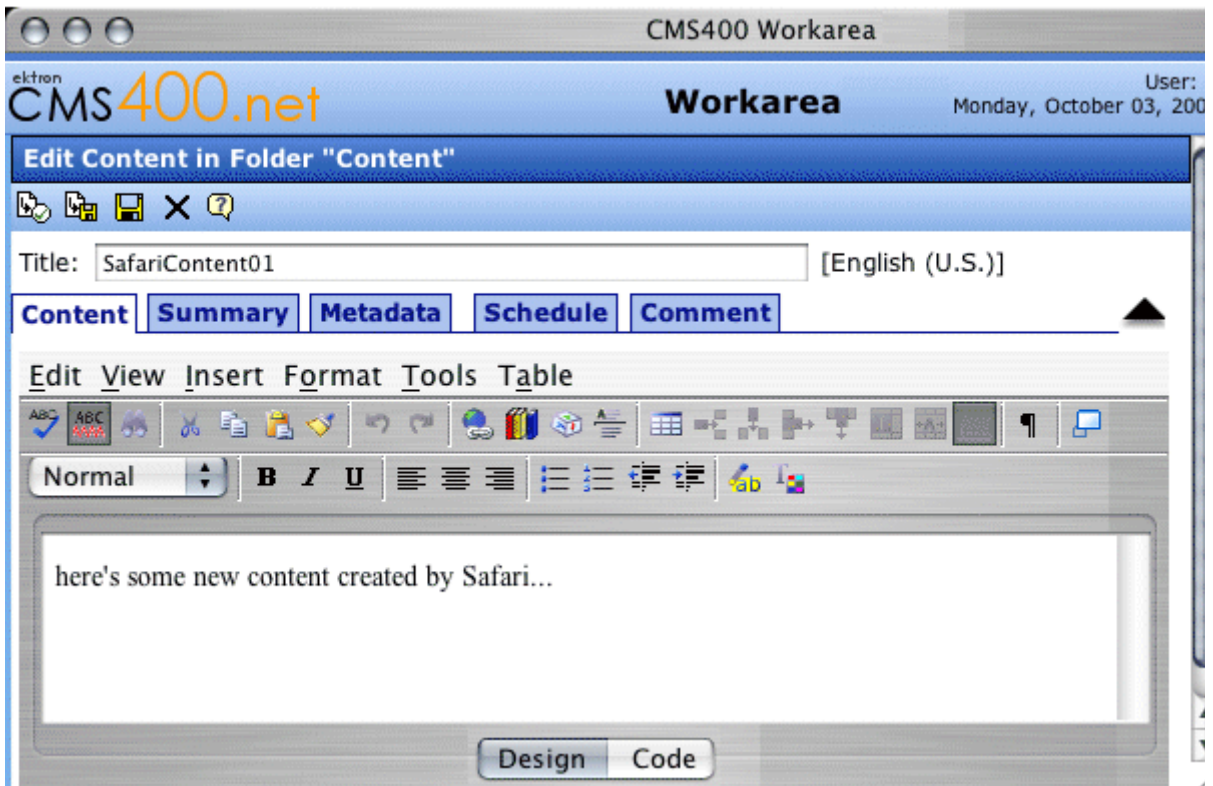 CMS400 Workarea
ektron
CMS400.net
Workarea
User:
Monday, October 03, 200
Edit Content in Folder "Content"
Title: SafariContent01 [English (U.S.)]
Content Summary Metadata Schedule Comment
Edit View Insert Format Tools Table
ABC ABC
Normal B I U ab
here's some new content created by Safari...
Design Code